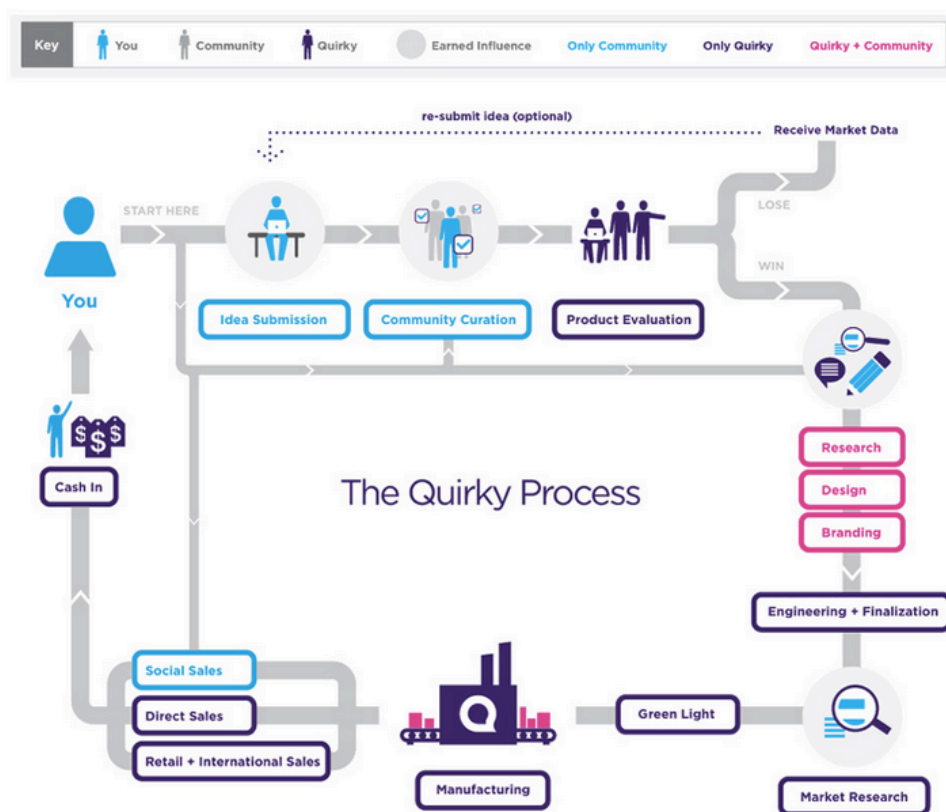 Key
You
Community
Quirky
Earned Influence
Only Community
Only Quirky
Quirky + Community
re-submit idea (optional)
Receive Market Data
START HERE
LOSE
You
WIN
Idea Submission
Community Curation
Product Evaluation
$ $ $
Cash In
The Quirky Process
Research
Design
Branding
Engineering + Finalization
Social Sales
Direct Sales
Retail + International Sales
Manufacturing
Green Light
Market Research